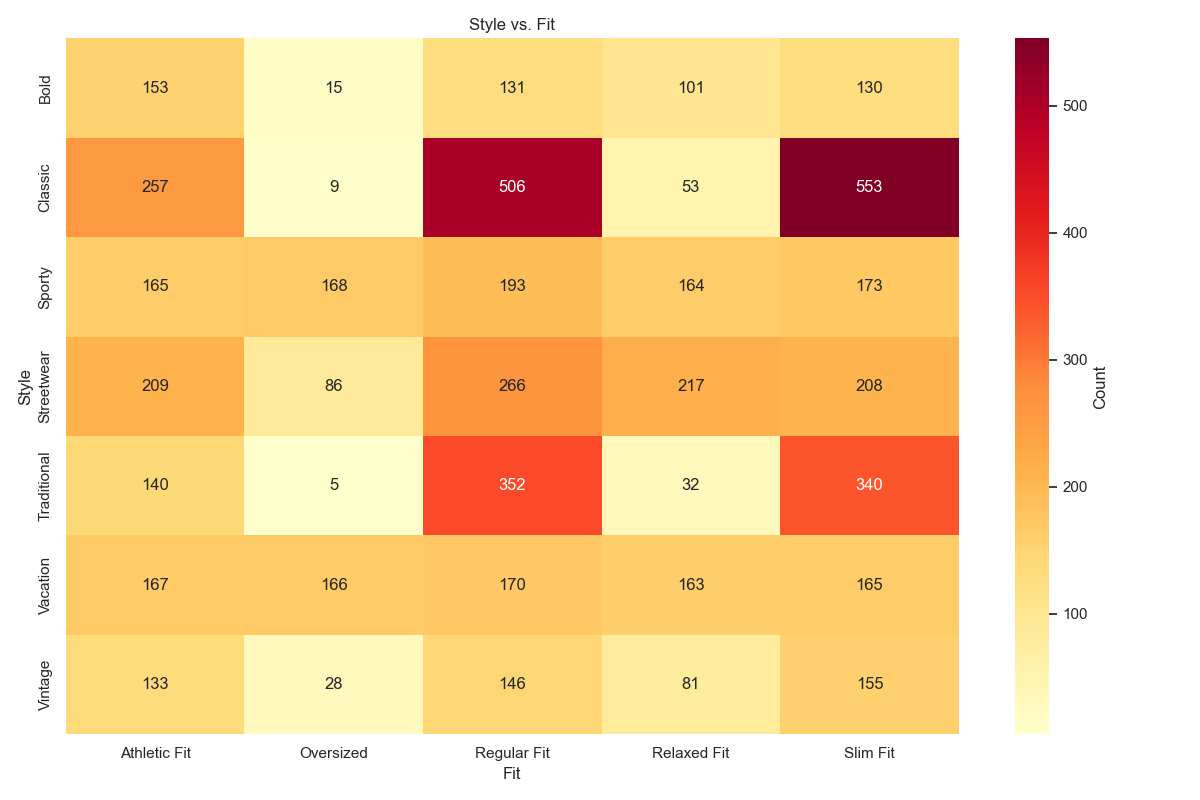 Style vs. Fit
Style
Bold 153 15 131 101 130
Classic 257 9 506 53 553
Sporty 165 168 193 164 173
Streetwear 209 86 266 217 208
Traditional 140 5 352 32 340
Vacation 167 166 170 163 165
Vintage 133 28 146 81 155
Athletic Fit Oversized Regular Fit Relaxed Fit Slim Fit
Fit
500
400
300
200
100
Count